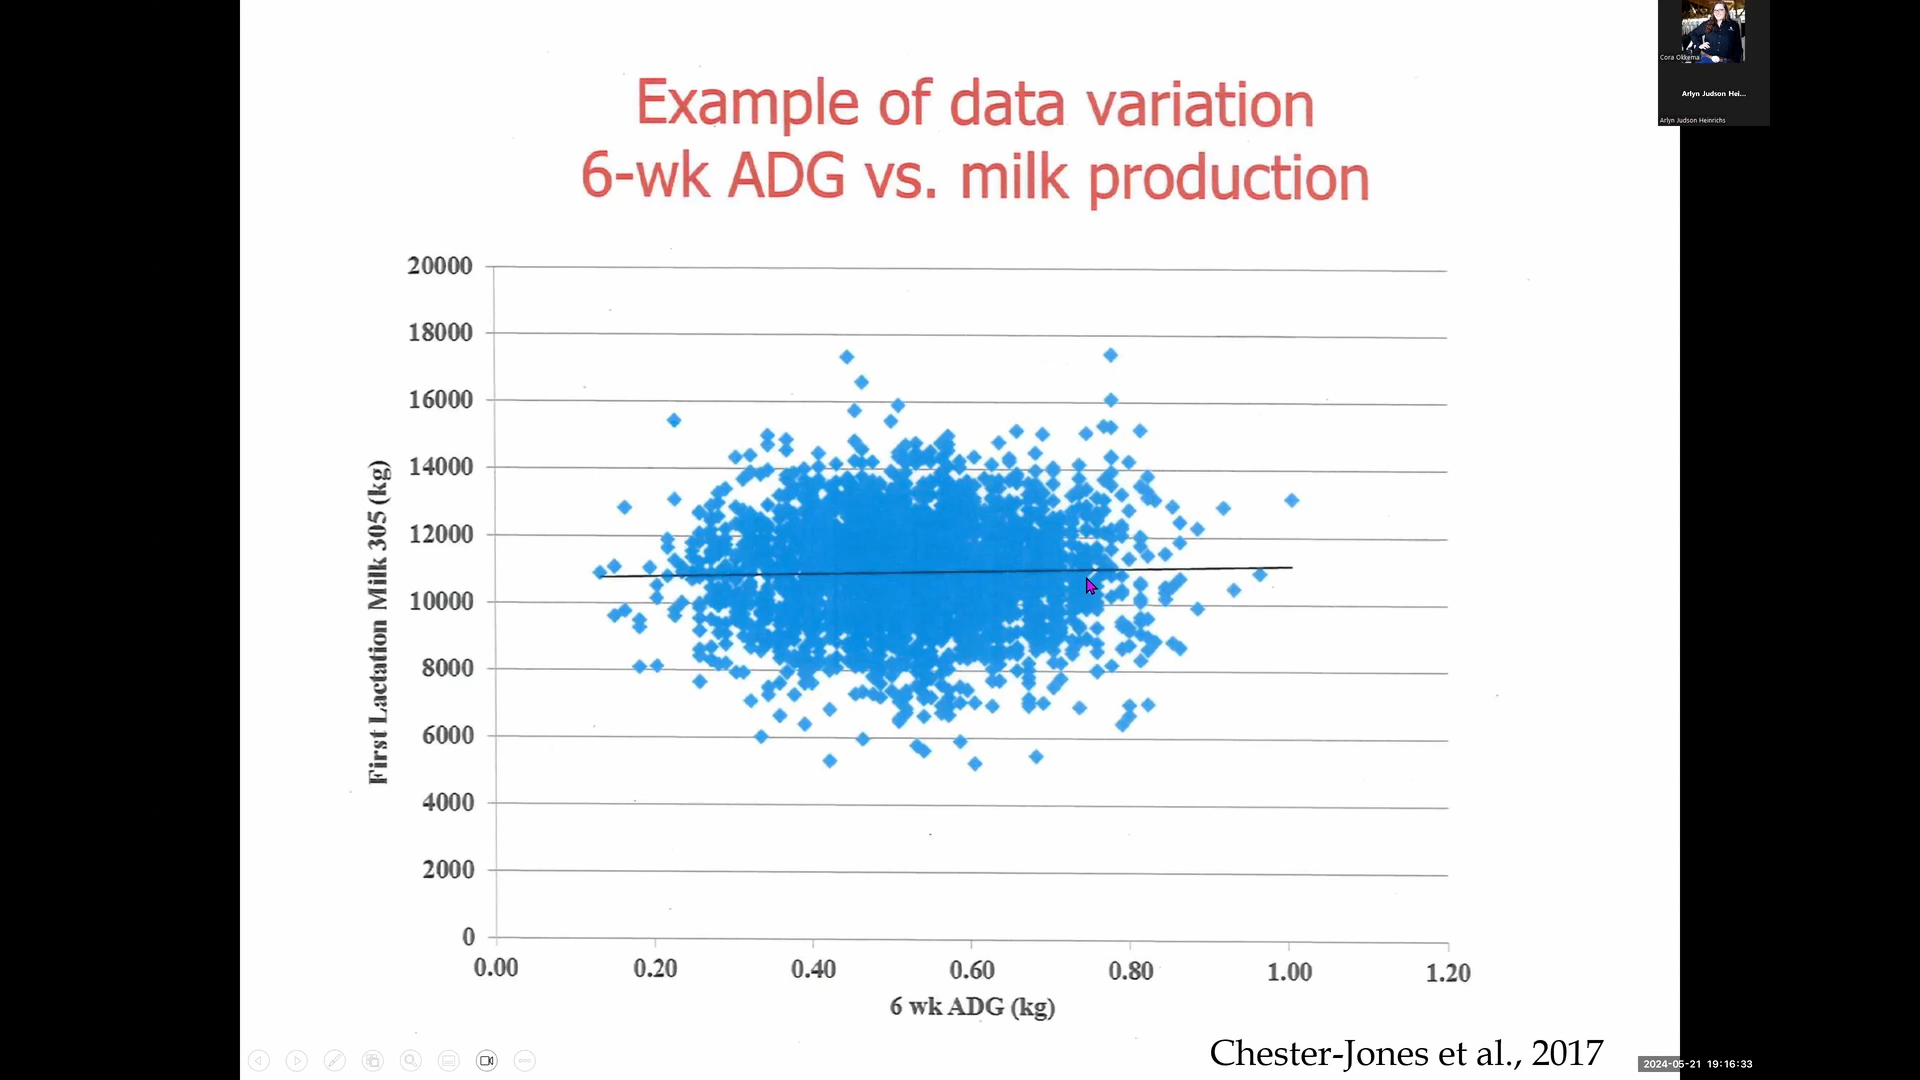 Cora Okkema
Arlyn Judson Hei...
Arlyn Judson Heinrichs
Example of data variation
6-wk ADG vs. milk production
20000
18000
16000
14000
12000
10000
8000
6000
4000
2000
0
First Lactation Milk 305 (kg)
0.00 0.20 0.40 0.60 0.80 1.00 1.20
6 wk ADG (kg)
Chester-Jones et al., 2017
2024-05-21 19:16:33